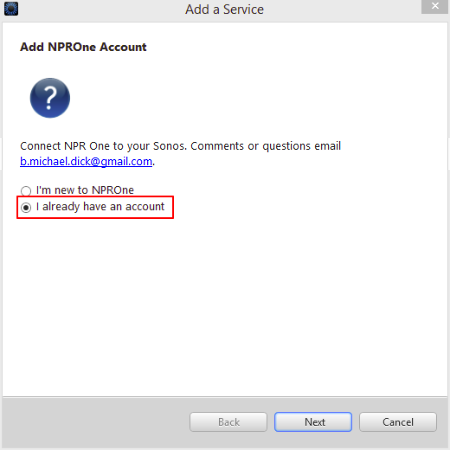 Add a Service
Add NPROne Account
?
Connect NPR One to your Sonos. Comments or questions email
b.michael.dick@gmail.com.
I'm new to NPROne
I already have an account
Back Next Cancel